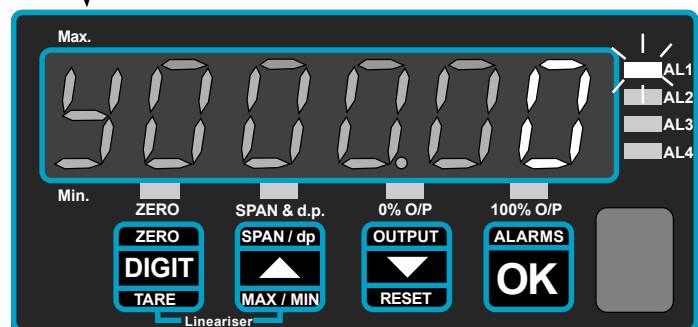 Max.
y000.00
AL1
AL2
AL3
AL4
Min.
ZERO SPAN & d.p. 0% O/P 100% O/P
ZERO SPAN / dp OUTPUT ALARMS
DIGIT OK
TARE MAX / MIN RESET
Lineariser